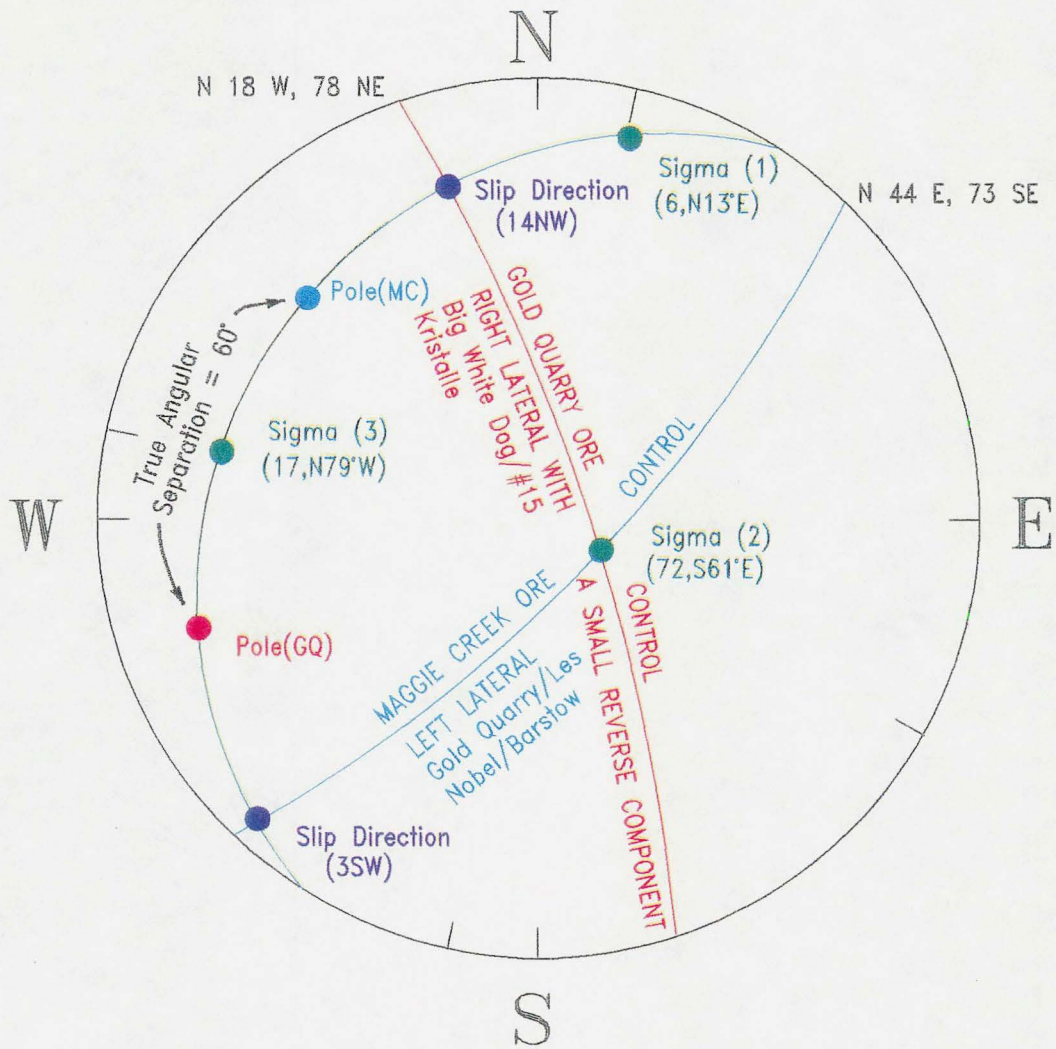 N
N 18 W, 78 NE
Sigma (1)
(6,N13°E)
N 44 E, 73 SE
Slip Direction
(14NW)
Pole(MC)
True Angular
Separation = 60°
GOLD QUARRY ORE
CONTROL
RIGHT LATERAL WITH
A SMALL REVERSE COMPONENT
Big White Dog/#15
Kristalle
Sigma (3)
(17,N79°W)
W
E
Sigma (2)
(72,S61°E)
MAGGIE CREEK ORE
CONTROL
LEFT LATERAL
Gold Quarry/Les
Nobel/Barstow
Pole(GQ)
Slip Direction
(3SW)
S